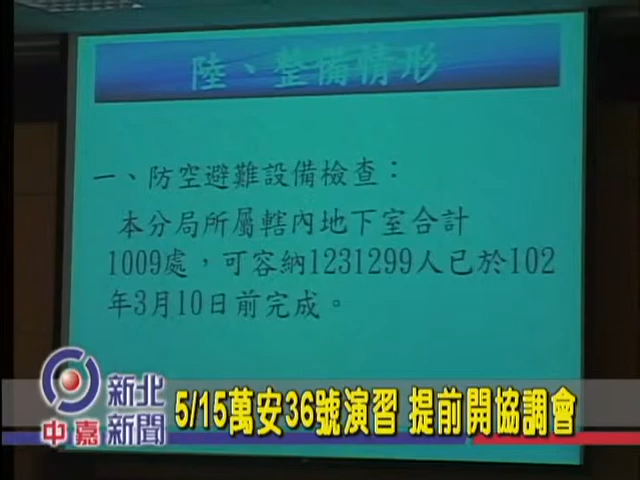 陸、整備情形
一、防空避難設備檢查：
本分局所屬轄內地下室合計
1009處，可容納1231299人已於102
年3月10日前完成。
新北
中嘉新聞
5/15萬安36號演習 提前開協調會